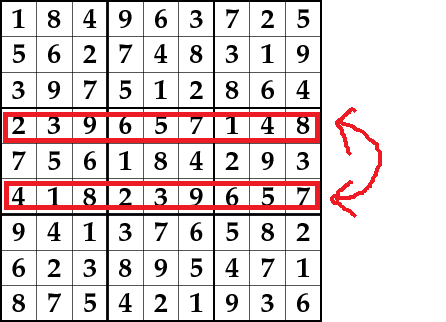 1 8 4 9 6 3 7 2 5
5 6 2 7 4 8 3 1 9
3 9 7 5 1 2 8 6 4
2 3 9 6 5 7 1 4 8
7 5 6 1 8 4 2 9 3
4 1 8 2 3 9 6 5 7
9 4 1 3 7 6 5 8 2
6 2 3 8 9 5 4 7 1
8 7 5 4 2 1 9 3 6